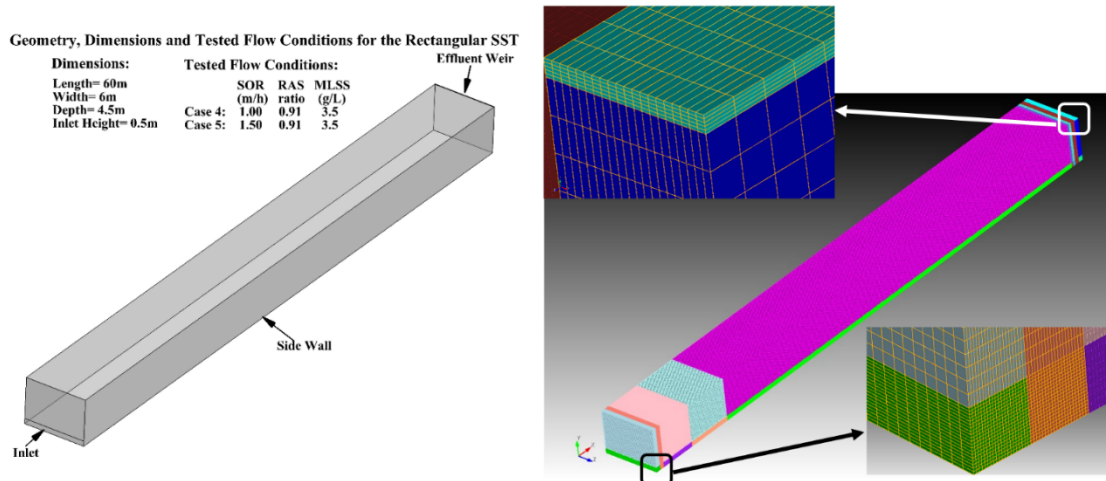 Geometry, Dimensions and Tested Flow Conditions for the Rectangular SST
Effluent Weir
Dimensions:
Length= 60m
Width= 6m
Depth= 4.5m
Inlet Height= 0.5m
Tested Flow Conditions:
SOR RAS MLSS
(m/h) ratio (g/L)
Case 4: 1.00 0.91 3.5
Case 5: 1.50 0.91 3.5
Side Wall
Inlet